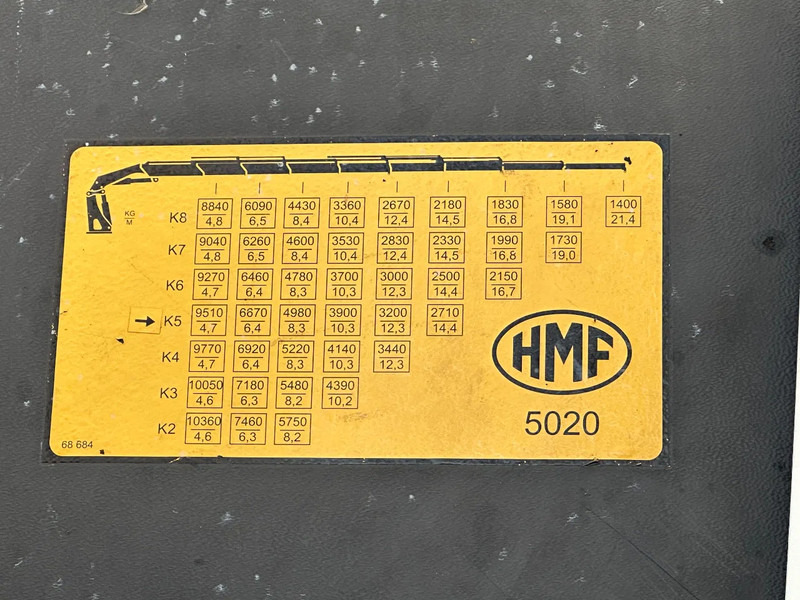 KG
M
K8 8840 6090 4430 3360 2670 2180 1830 1580 1400
4,8 6,5 8,4 10,4 12,4 14,5 16,8 19,1 21,4
K7 9040 6260 4600 3530 2830 2330 1990 1730
4,8 6,5 8,4 10,4 12,4 14,5 16,8 19,0
K6 9270 6460 4780 3700 3000 2500 2150
4,7 6,4 8,3 10,3 12,3 14,4 16,7
K5 9510 6670 4980 3900 3200 2710
4,7 6,4 8,3 10,3 12,3 14,4
K4 9770 6920 5220 4140 3440
4,7 6,4 8,3 10,3 12,3
K3 10050 7180 5480 4390
4,6 6,3 8,2 10,2
K2 10360 7460 5750
4,6 6,3 8,2
HMF
5020
68 684